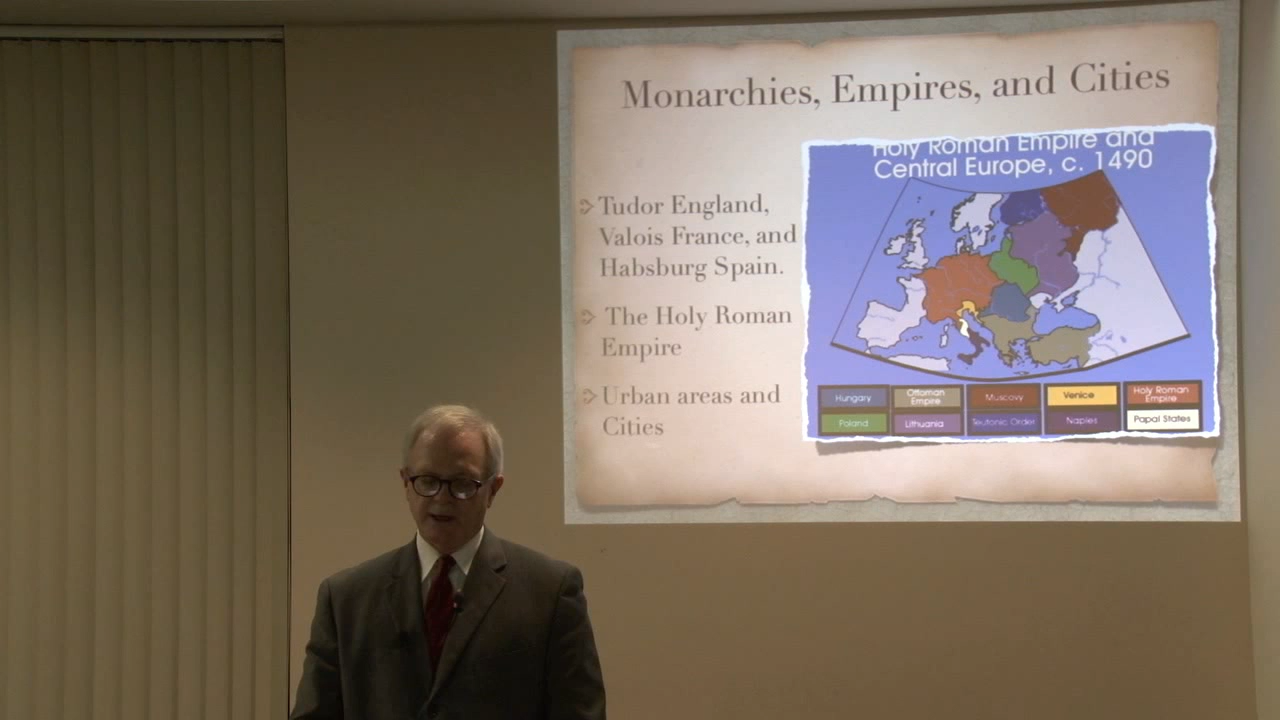 Monarchies, Empires, and Cities
Tudor England,
Valois France, and
Habsburg Spain.
The Holy Roman
Empire
Urban areas and
Cities
Holy Roman Empire and
Central Europe, c. 1490
Hungary
Ottoman
Empire
Muscovy
Venice
Holy Roman
Empire
Poland
Lithuania
Teutonic Order
Naples
Papal States